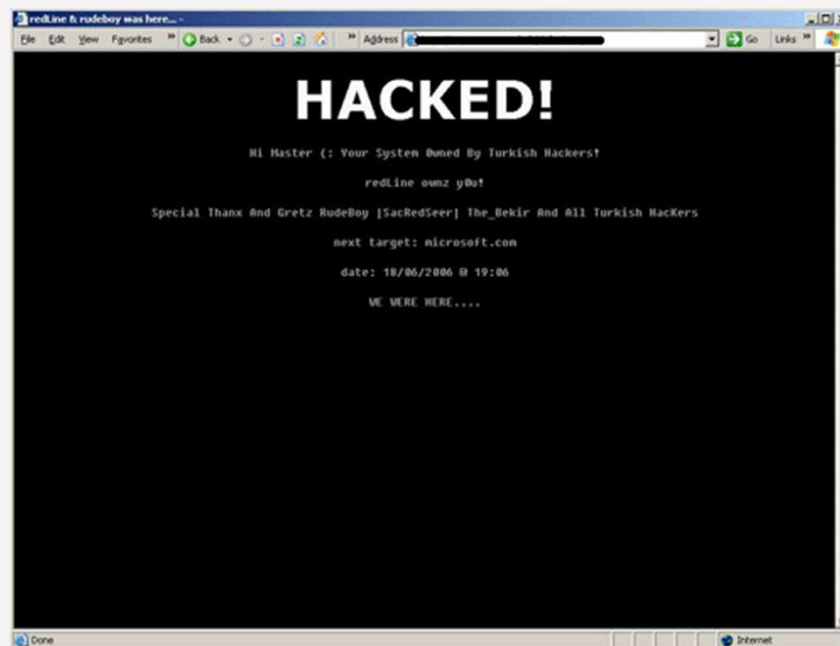 redLine & rudeboy was here... -
File Edit View Favorites » Back » Address Go Links »
HACKED!
Hi Master (: Your System 0wned By Turkish Hackers!
redLine ownz y0u!
Special Thanx And Gretz RudeBoy |SacRedSeer| The_Bekir And All Turkish HacKers
next target: microsoft.com
date: 18/06/2006 @ 19:06
WE WERE HERE....
Done Internet